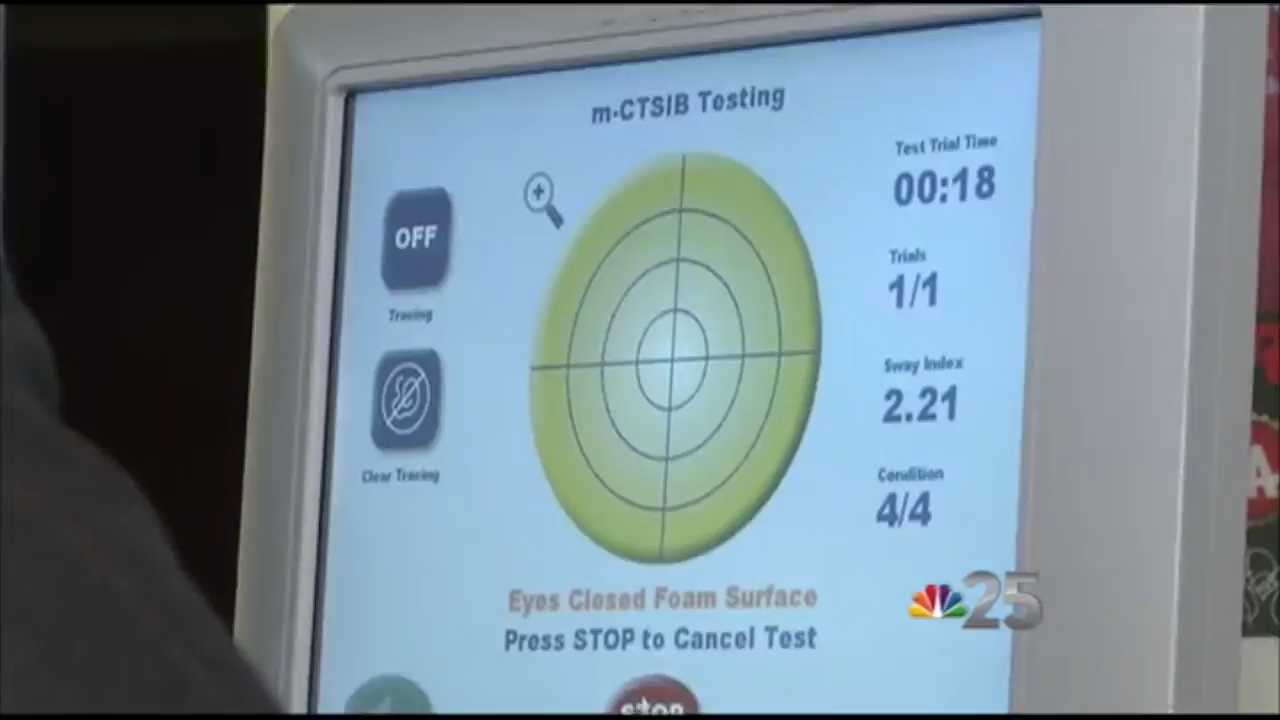 m-CTSIB Testing
OFF
Tracing
Clear Tracing
Test Trial Time
00:18
Trials
1/1
Sway Index
2.21
Condition
4/4
Eyes Closed Foam Surface
Press STOP to Cancel Test
stop
25
A